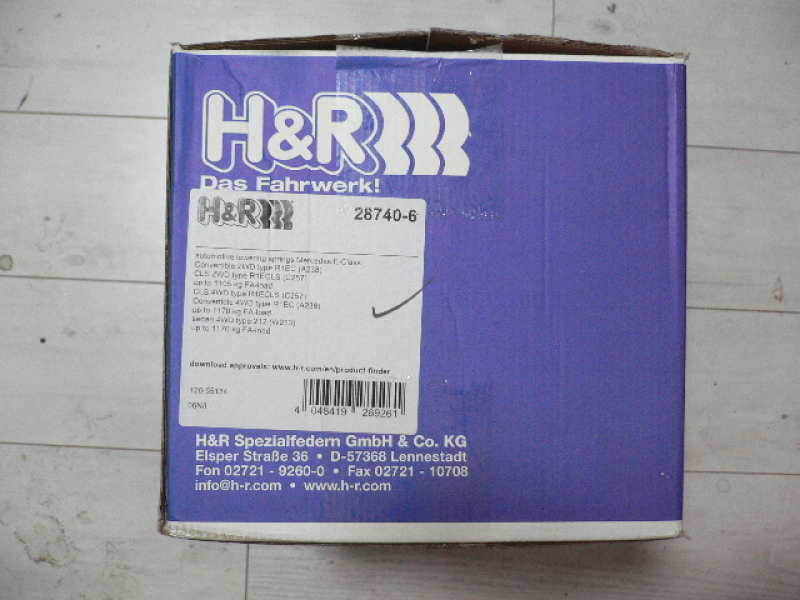 H&R
Das Fahrwerk!
H&R
28740-6
automotive lowering springs Mercedes E-Class
Convertible 2WD type R1EC (A238)
CLS 2WD type R1ECLS (C257)
up to 1105 kg FA-load
CLS 4WD type R1ECLS (C257)
Convertible 4WD type R1EC (A238)
up to 1170 kg FA-load
sedan 4WD type 212 (W213)
up to 1170 kg FA-load
download approvals: www.h-r.com/en/product-finder
4 048419 289261
H&R Spezialfedern GmbH & Co. KG
Elsper Straße 36 • D-57368 Lennestadt
Fon 02721 - 9260-0 • Fax 02721 - 10708
info@h-r.com • www.h-r.com